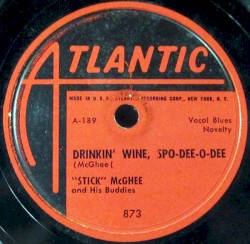 ATLANTIC
MADE IN U.S.A. ATLANTIC RECORDING CORP., NEW YORK, N.Y.
A-189
Vocal Blues
Novelty
DRINKIN' WINE, SPO-DEE-O-DEE
(McGhee(
"STICK" McGHEE
and His Buddies
873